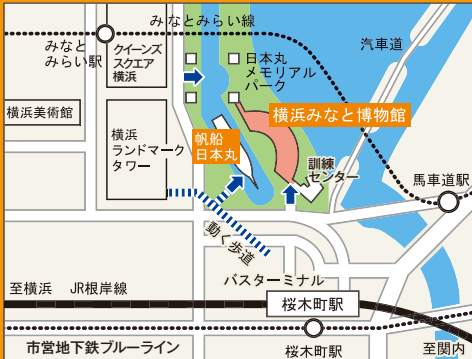 みなとみらい線
みなと
みらい駅
クイーンズ
スクエア
横浜
日本丸
メモリアル
パーク
汽車道
横浜美術館
横浜
ランドマーク
タワー
帆船
日本丸
横浜みなと博物館
訓練
センター
馬車道駅
動く歩道
バスターミナル
至横浜
JR根岸線
桜木町駅
市営地下鉄ブルーライン
桜木町駅
至関内